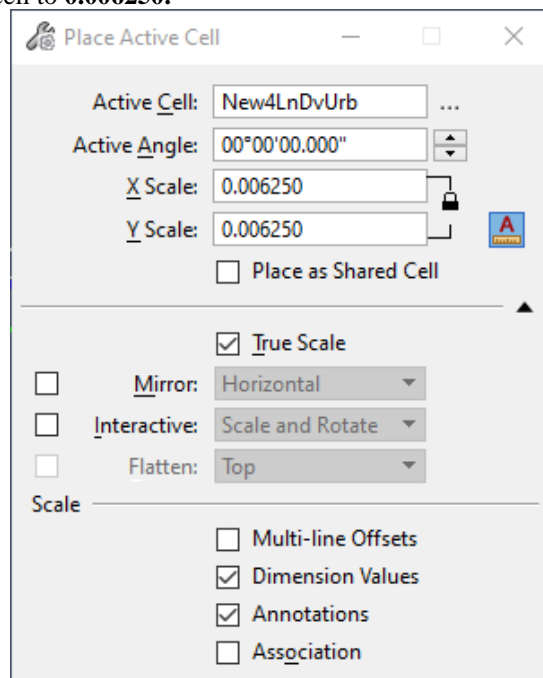 to 0.006250.
Place Active Cell
Active Cell: New4LnDvUrb ...
Active Angle: 00°00'00.000"
X Scale: 0.006250
Y Scale: 0.006250
A
Place as Shared Cell
True Scale
Mirror: Horizontal
Interactive: Scale and Rotate
Flatten: Top
Scale
Multi-line Offsets
Dimension Values
Annotations
Association